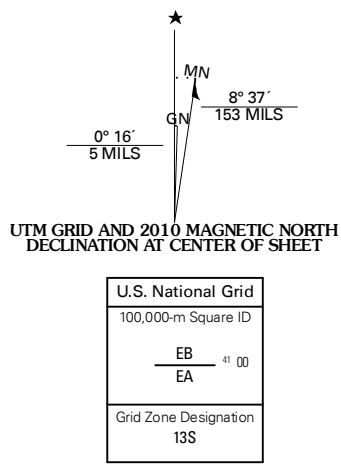 ★
MN
8° 37´
153 MILS
GN
0° 16´
5 MILS
UTM GRID AND 2010 MAGNETIC NORTH
DECLINATION AT CENTER OF SHEET
U.S. National Grid
100,000-m Square ID
EB
41 00
EA
Grid Zone Designation
13S